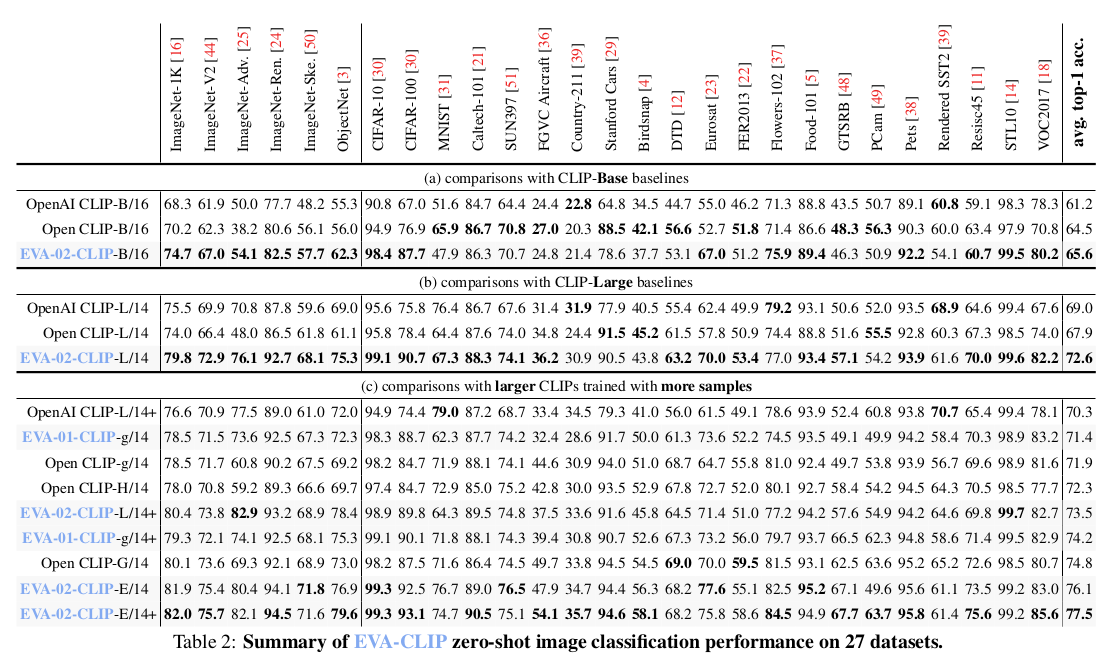 ImageNet-1K [16] ImageNet-V2 [44] ImageNet-Adv. [25] ImageNet-Ren. [24] ImageNet-Ske. [50] ObjectNet [3] CIFAR-10 [30] CIFAR-100 [30] MNIST [31] Caltech-101 [21] SUN397 [51] FGVC Aircraft [36] Country-211 [39] Stanford Cars [29] Birdsnap [4] DTD [12] Eurosat [23] FER2013 [22] Flowers-102 [37] Food-101 [5] GTSRB [48] PCam [49] Pets [38] Rendered SST2 [39] Resisc45 [11] STL10 [14] VOC2017 [18] avg. top-1 acc.
(a) comparisons with CLIP-Base baselines
OpenAI CLIP-B/16 68.3 61.9 50.0 77.7 48.2 55.3 90.8 67.0 51.6 84.7 64.4 24.4 22.8 64.8 34.5 44.7 55.0 46.2 71.3 88.8 43.5 50.7 89.1 60.8 59.1 98.3 78.3 61.2
Open CLIP-B/16 70.2 62.3 38.2 80.6 56.1 56.0 94.9 76.9 65.9 86.7 70.8 27.0 20.3 88.5 42.1 56.6 52.7 51.8 71.4 86.6 48.3 56.3 90.3 60.0 63.4 97.9 70.8 64.5
EVA-02-CLIP-B/16 74.7 67.0 54.1 82.5 57.7 62.3 98.4 87.7 47.9 86.3 70.7 24.8 21.4 78.6 37.7 53.1 67.0 51.2 75.9 89.4 46.3 50.9 92.2 54.1 60.7 99.5 80.2 65.6
(b) comparisons with CLIP-Large baselines
OpenAI CLIP-L/14 75.5 69.9 70.8 87.8 59.6 69.0 95.6 75.8 76.4 86.7 67.6 31.4 31.9 77.9 40.5 55.4 62.4 49.9 79.2 93.1 50.6 52.0 93.5 68.9 64.6 99.4 67.6 69.0
Open CLIP-L/14 74.0 66.4 48.0 86.5 61.8 61.1 95.8 78.4 64.4 87.6 74.0 34.8 24.4 91.5 45.2 61.5 57.8 50.9 74.4 88.8 51.6 55.5 92.8 60.3 67.3 98.5 74.0 67.9
EVA-02-CLIP-L/14 79.8 72.9 76.1 92.7 68.1 75.3 99.1 90.7 67.3 88.3 74.1 36.2 30.9 90.5 43.8 63.2 70.0 53.4 77.0 93.4 57.1 54.2 93.9 61.6 70.0 99.6 82.2 72.6
(c) comparisons with larger CLIPs trained with more samples
OpenAI CLIP-L/14+ 76.6 70.9 77.5 89.0 61.0 72.0 94.9 74.4 79.0 87.2 68.7 33.4 34.5 79.3 41.0 56.0 61.5 49.1 78.6 93.9 52.4 60.8 93.8 70.7 65.4 99.4 78.1 70.3
EVA-01-CLIP-g/14 78.5 71.5 73.6 92.5 67.3 72.3 98.3 88.7 62.3 87.7 74.2 32.4 28.6 91.7 50.0 61.3 73.6 52.2 74.5 93.5 49.1 49.9 94.2 58.4 70.3 98.9 83.2 71.4
Open CLIP-g/14 78.5 71.7 60.8 90.2 67.5 69.2 98.2 84.7 71.9 88.1 74.1 44.6 30.9 94.0 51.0 68.7 64.7 55.8 81.0 92.4 49.7 53.8 93.9 56.7 69.6 98.9 81.6 71.9
Open CLIP-H/14 78.0 70.8 59.2 89.3 66.6 69.7 97.4 84.7 72.9 85.0 75.2 42.8 30.0 93.5 52.9 67.8 72.7 52.0 80.1 92.7 58.4 54.2 94.5 64.3 70.5 98.5 77.7 72.3
EVA-02-CLIP-L/14+ 80.4 73.8 82.9 93.2 68.9 78.4 98.9 89.8 64.3 89.5 74.8 37.5 33.6 91.6 45.8 64.5 71.4 51.0 77.2 94.2 57.6 54.9 94.2 64.6 69.8 99.7 82.7 73.5
EVA-01-CLIP-g/14+ 79.3 72.1 74.1 92.5 68.1 75.3 99.1 90.1 71.8 88.1 74.3 39.4 30.8 90.7 52.6 67.3 73.2 56.0 79.7 93.7 66.5 62.3 94.8 58.6 71.4 99.5 82.9 74.2
Open CLIP-G/14 80.1 73.6 69.3 92.1 68.9 73.0 98.2 87.5 71.6 86.4 74.5 49.7 33.8 94.5 54.5 69.0 70.0 59.5 81.5 93.1 62.5 63.6 95.2 65.2 72.6 98.5 80.7 74.8
EVA-02-CLIP-E/14 81.9 75.4 80.4 94.1 71.8 76.9 99.3 92.5 76.7 89.0 76.5 47.9 34.7 94.4 56.3 68.2 77.6 55.1 82.5 95.2 67.1 49.6 95.6 61.1 73.5 99.2 83.0 76.1
EVA-02-CLIP-E/14+ 82.0 75.7 82.1 94.5 71.6 79.6 99.3 93.1 74.7 90.5 75.1 54.1 35.7 94.6 58.1 68.2 75.8 58.6 84.5 94.9 67.7 63.7 95.8 61.4 75.6 99.2 85.6 77.5
Table 2: Summary of EVA-CLIP zero-shot image classification performance on 27 datasets.